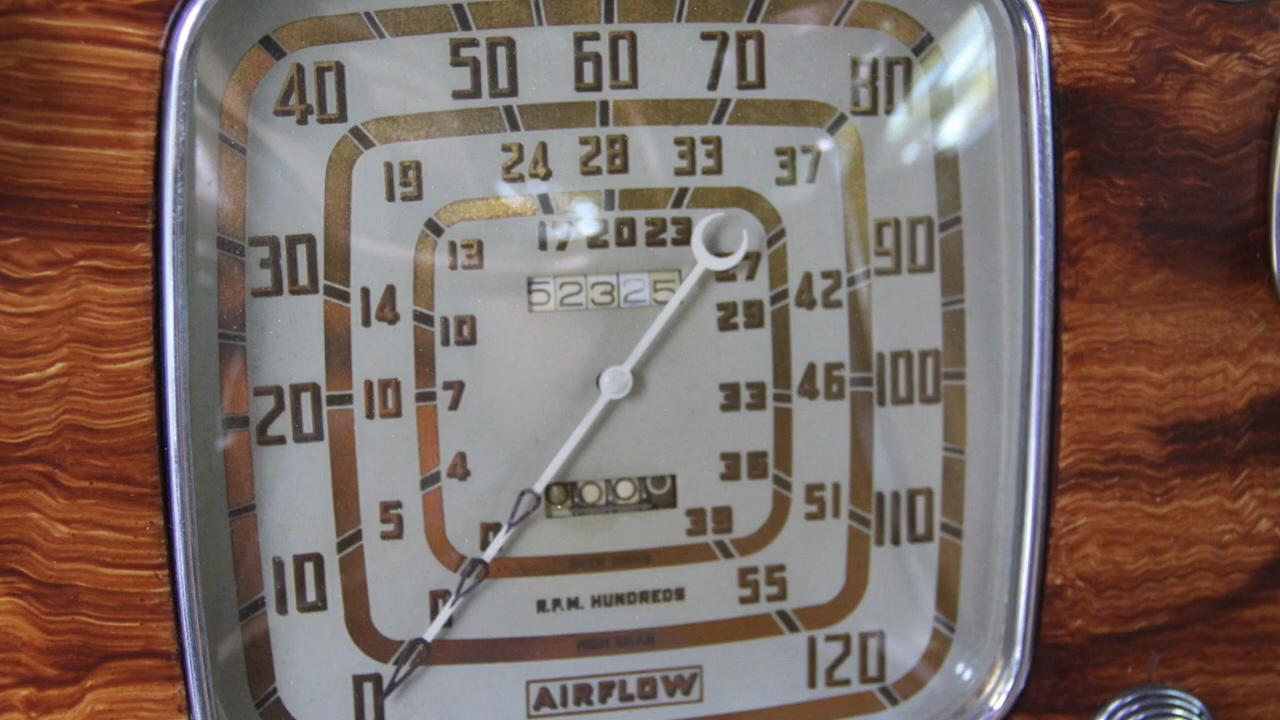 40 50 60 70 80
19 24 28 33 37
13 17 20 23 27
30 14 10 52325 29 42 90
20 10 7 33 46 100
5 4 36 51 110
10 0 0 39 55
R.P.M. HUNDREDS
HIGH GEAR
0 AIRFLOW 120